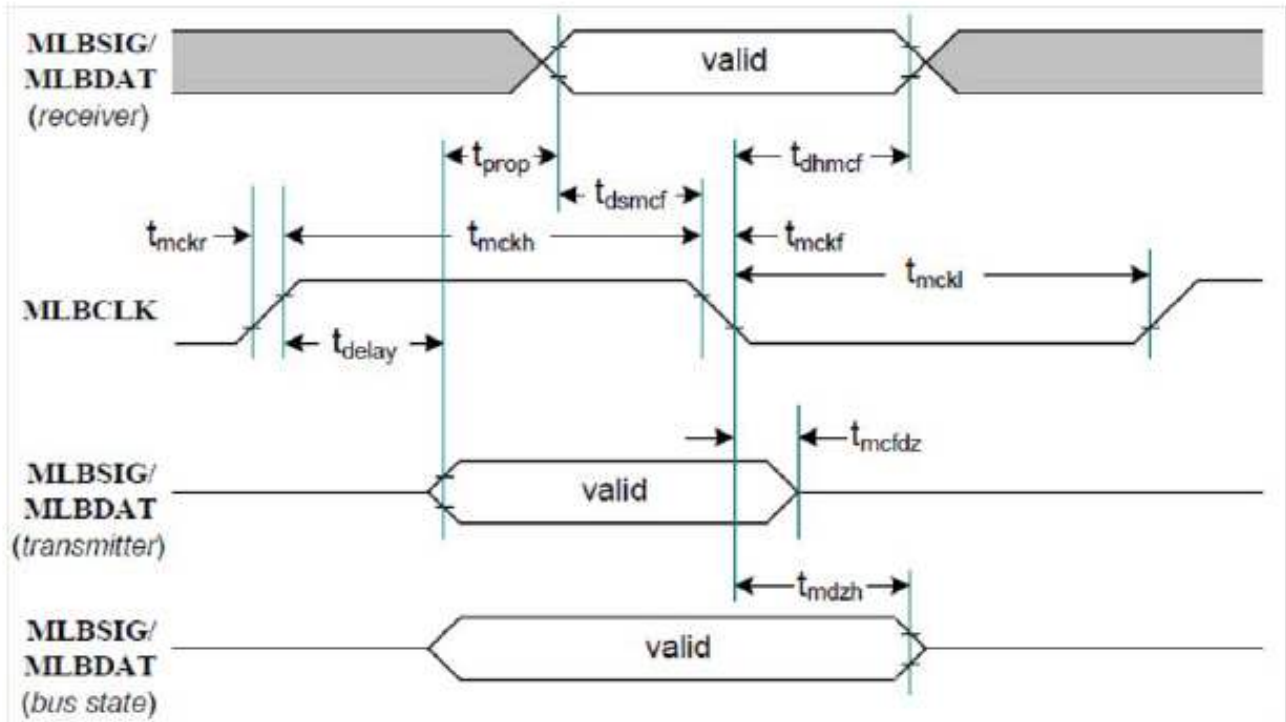 MLBSIG/
MLBDAT
(receiver)
valid
tprop
tdhmcf
tdsmcf
tmckr
tmckh
tmckf
tmckl
MLBCLK
tdelay
tmcfdz
MLBSIG/
MLBDAT
(transmitter)
valid
tmdzh
MLBSIG/
MLBDAT
(bus state)
valid